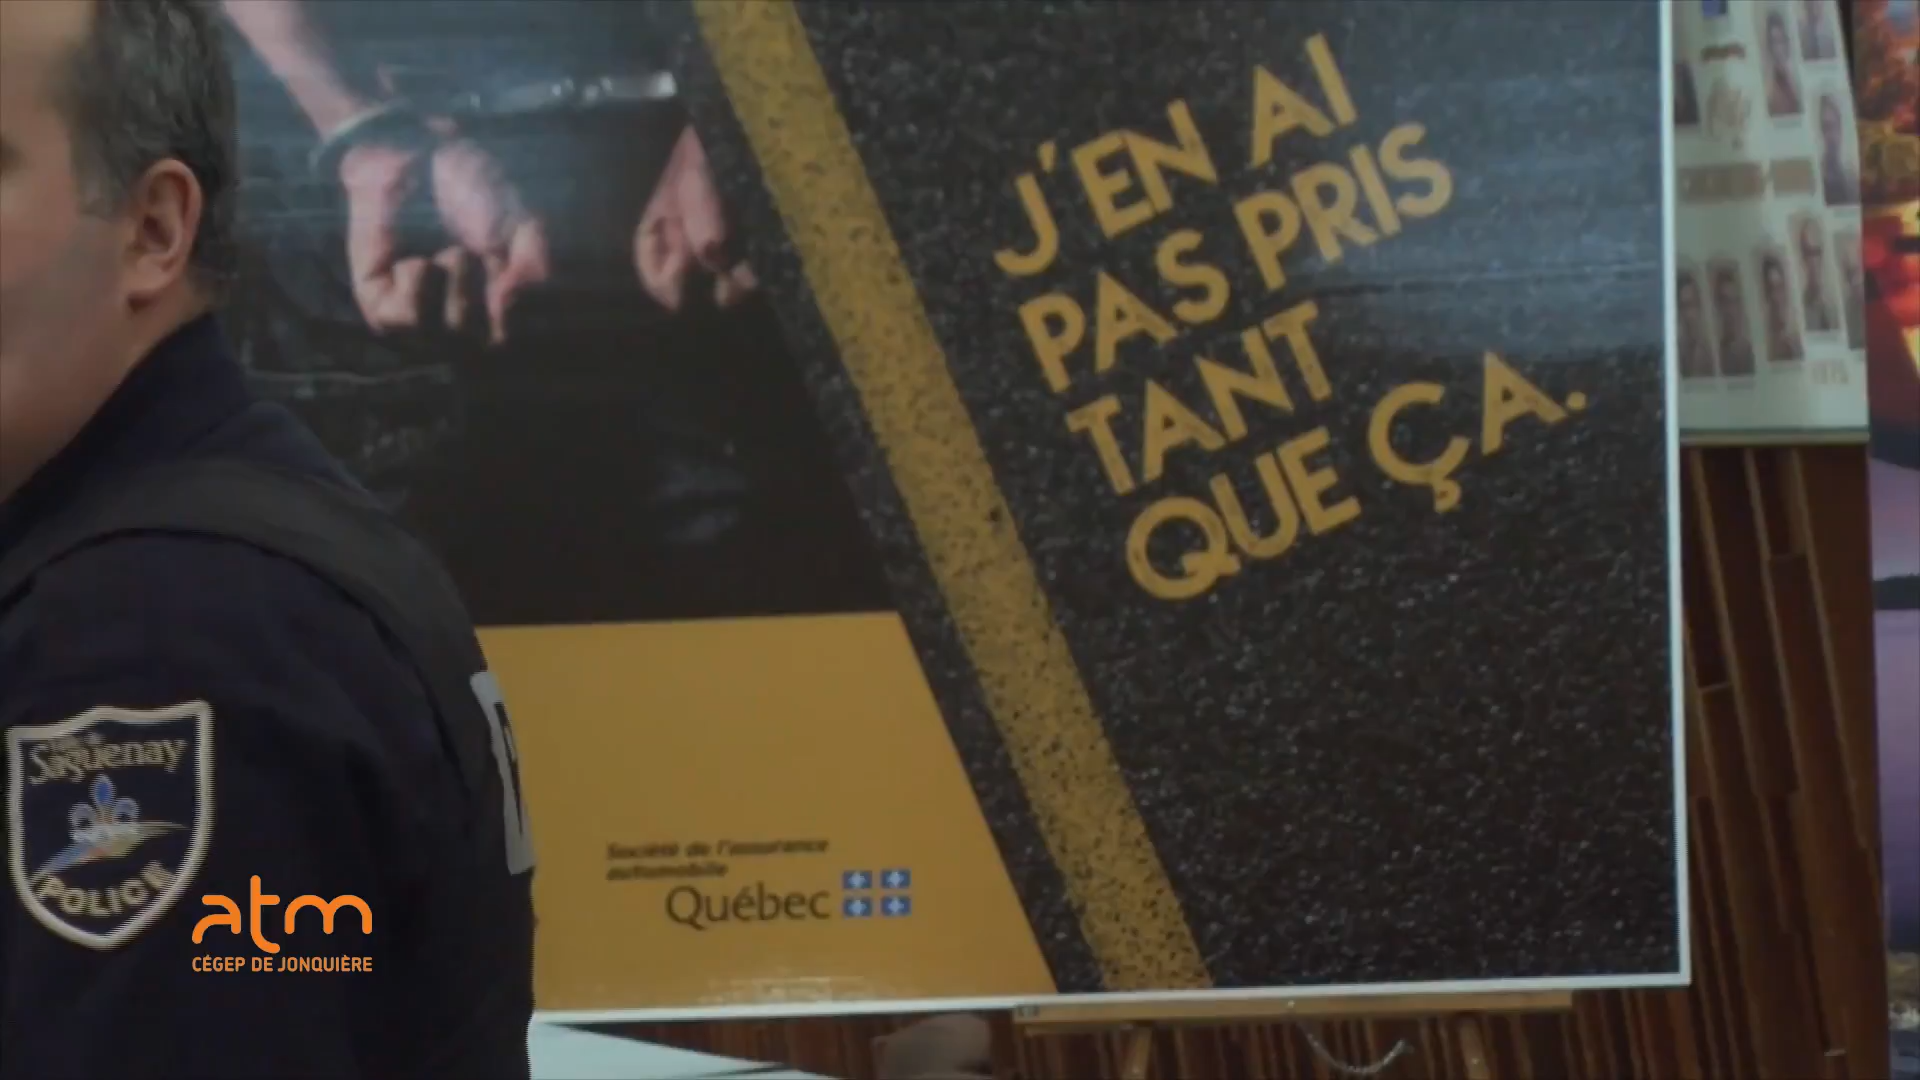 J'EN AI
PAS PRIS
TANT
QUE ÇA.
Société de l'assurance
automobile
Québec
Saguenay
POLICE
atm
CÉGEP DE JONQUIÈRE